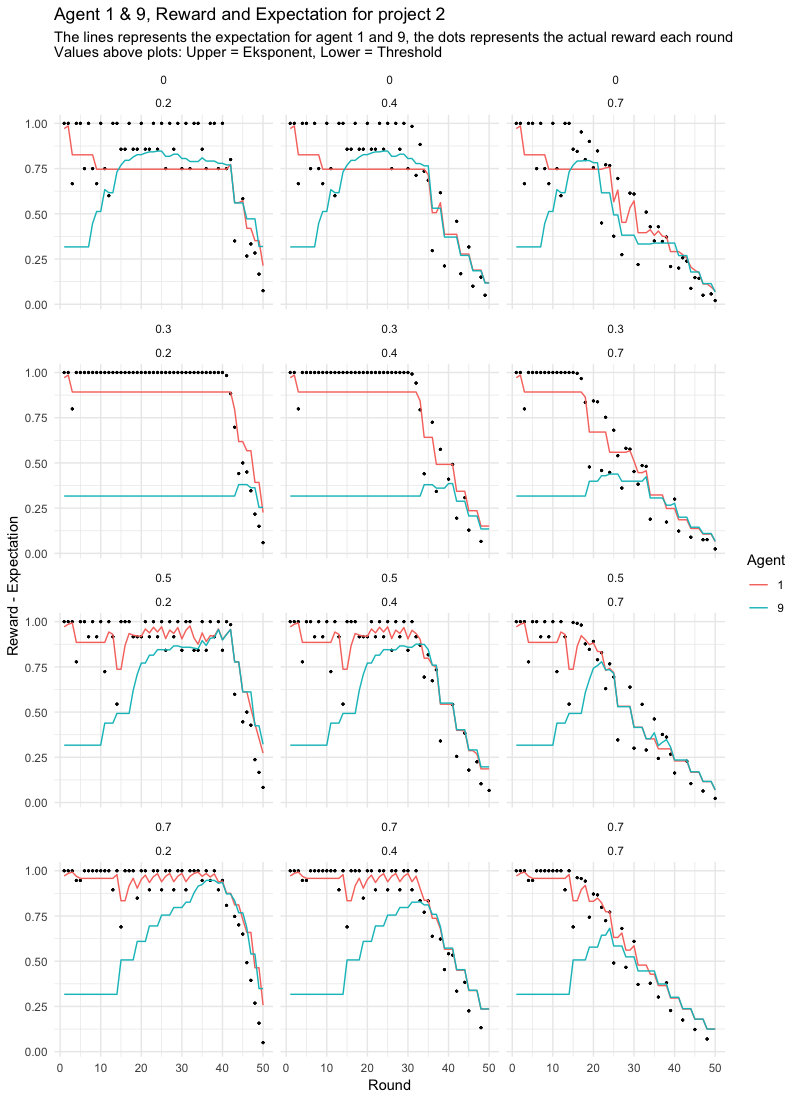 Agent 1 & 9, Reward and Expectation for project 2
The lines represents the expectation for agent 1 and 9, the dots represents the actual reward each round
Values above plots: Upper = Eksponent, Lower = Threshold
0 0 0
0.2 0.4 0.7
1.00
0.75
0.50
0.25
0.00
0.3 0.3 0.3
0.2 0.4 0.7
1.00
0.75
0.50
0.25
0.00
Reward - Expectation
Agent
1
9
0.5 0.5 0.5
0.2 0.4 0.7
1.00
0.75
0.50
0.25
0.00
0.7 0.7 0.7
0.2 0.4 0.7
1.00
0.75
0.50
0.25
0.00
0 10 20 30 40 50 0 10 20 30 40 50 0 10 20 30 40 50
Round